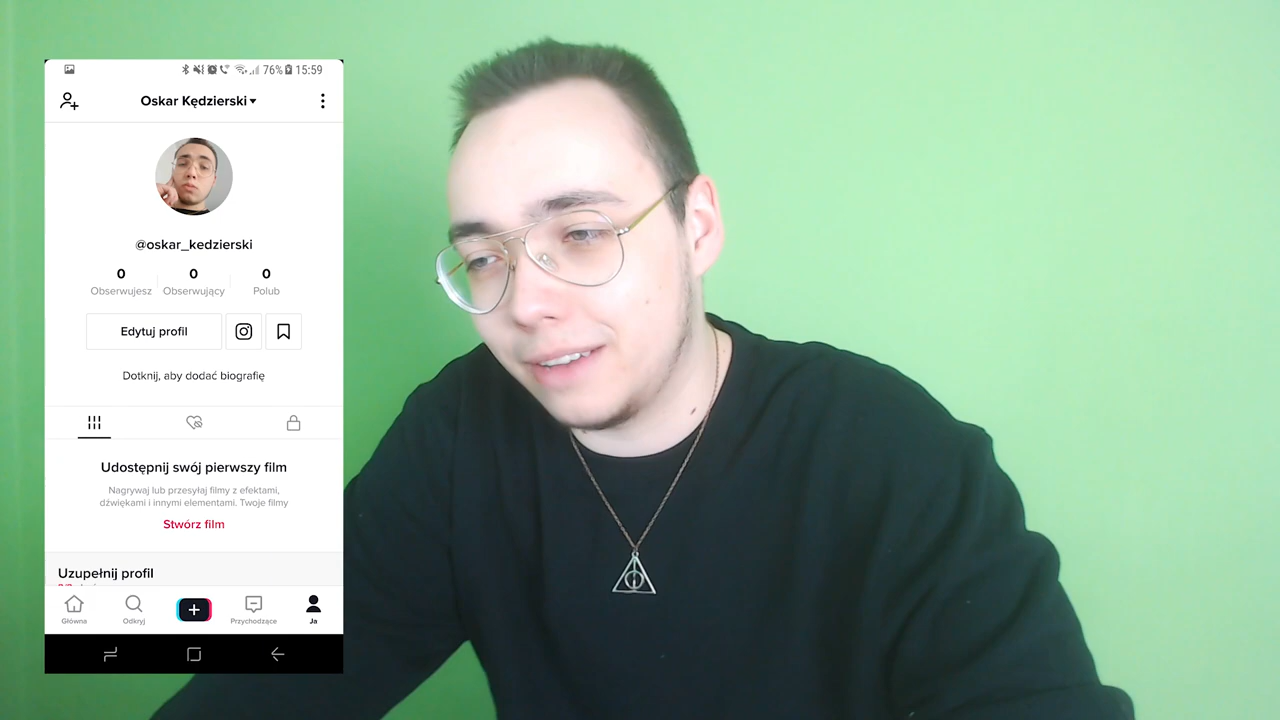 76% 15:59
Oskar Kędzierski
@oskar_kedzierski
0 0 0
Obserwujesz Obserwujący Polub
Edytuj profil
Dotknij, aby dodać biografię
Udostępnij swój pierwszy film
Nagrywaj lub przesyłaj filmy z efektami,
dźwiękami i innymi elementami. Twoje filmy
Stwórz film
Uzupełnij profil
Główna Odkryj Przychodzące Ja